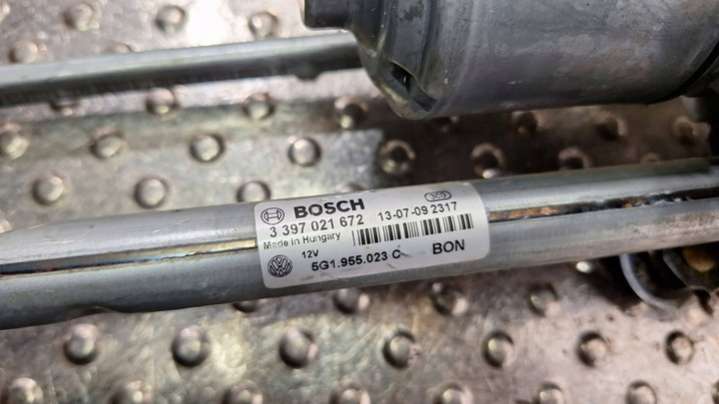 BOSCH
3 397 021 672 13-07-09 2317
Made in Hungary
12V
5G1.955.023 C BON